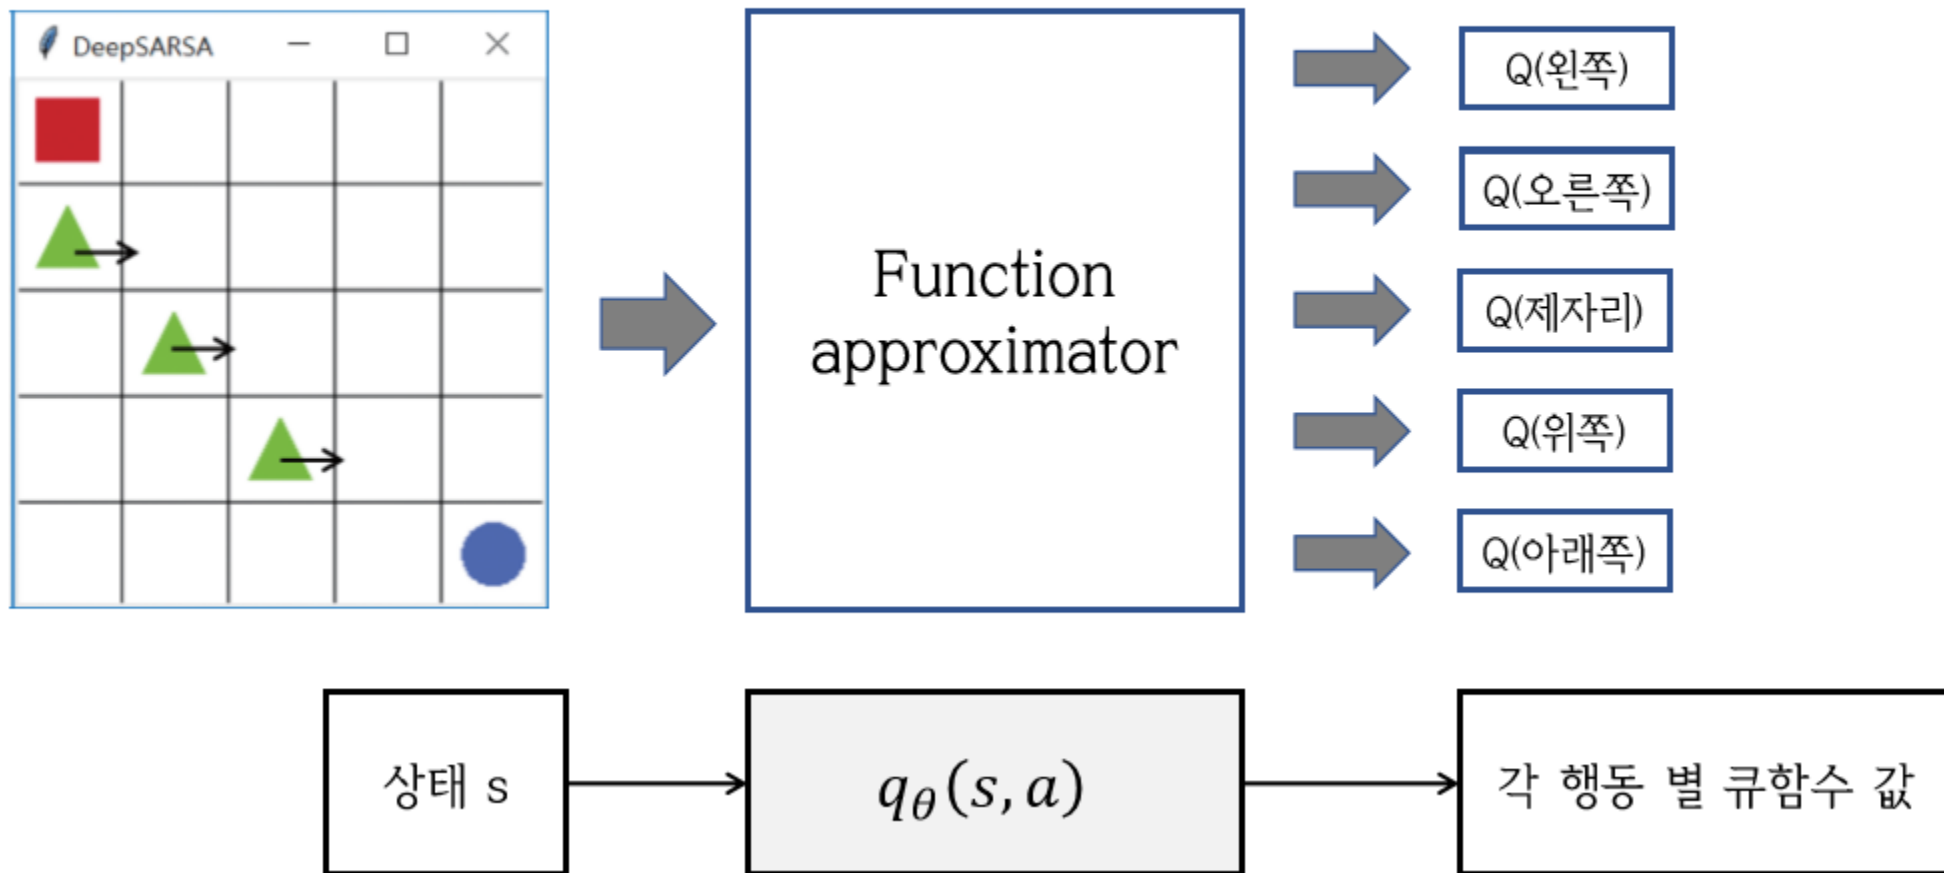 DeepSARSA
Function
approximator
Q(왼쪽)
Q(오른쪽)
Q(제자리)
Q(위쪽)
Q(아래쪽)
상태 s
q_θ(s, a)
각 행동 별 큐함수 값